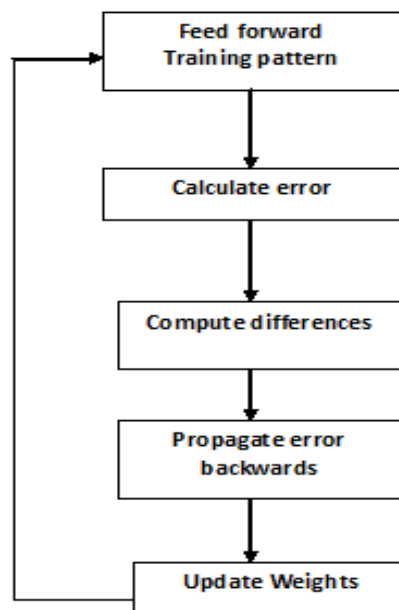 Feed forward
Training pattern
Calculate error
Compute differences
Propagate error
backwards
Update Weights